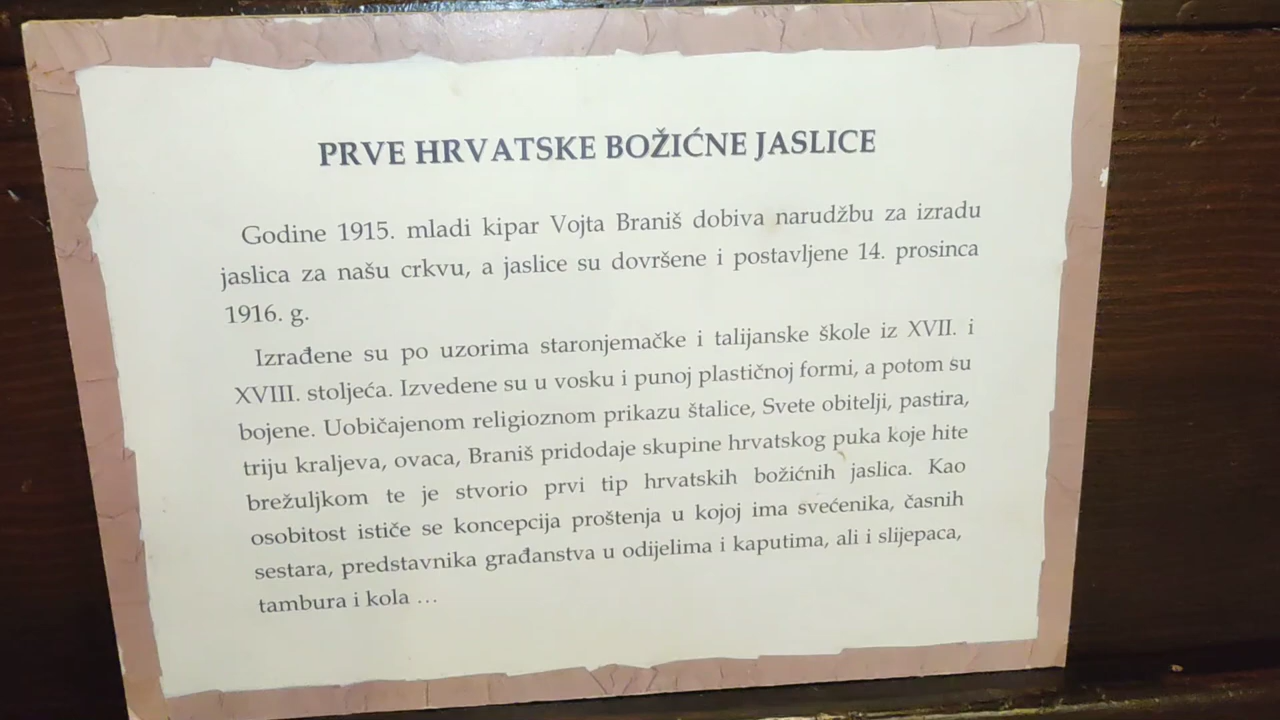 PRVE HRVATSKE BOŽIĆNE JASLICE
Godine 1915. mladi kipar Vojta Braniš dobiva narudžbu za izradu
jaslica za našu crkvu, a jaslice su dovršene i postavljene 14. prosinca
1916. g.
Izrađene su po uzorima staronjemačke i talijanske škole iz XVII. i
XVIII. stoljeća. Izvedene su u vosku i punoj plastičnoj formi, a potom su
bojene. Uobičajenom religioznom prikazu štalice, Svete obitelji, pastira,
triju kraljeva, ovaca, Braniš pridodaje skupine hrvatskog puka koje hite
brežuljkom te je stvorio prvi tip hrvatskih božićnih jaslica. Kao
osobitost ističe se koncepcija proštenja u kojoj ima svećenika, časnih
sestara, predstavnika građanstva u odijelima i kaputima, ali i slijepaca,
tambura i kola …